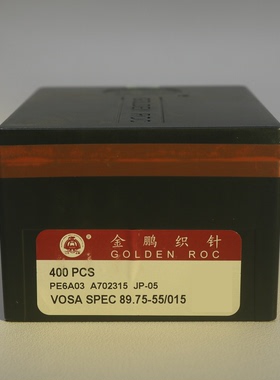 金鹏织针
GOLDEN ROC
400 PCS
PE6A03 A702315 JP-05
VOSA SPEC 89.75-55/015